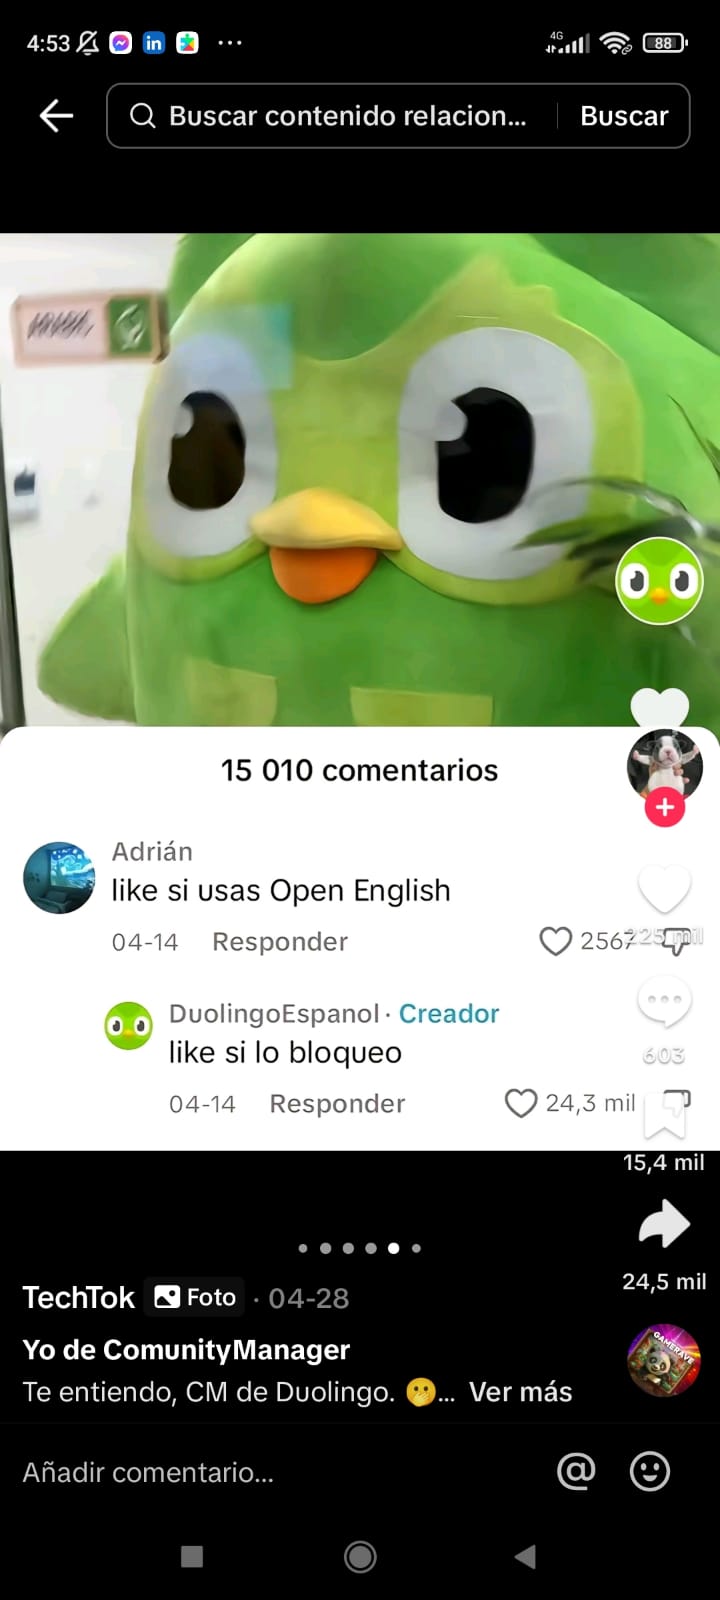 4:53
4G
88
Buscar contenido relacion...
Buscar
15 010 comentarios
Adrián
like si usas Open English
04-14 Responder 2567
225 mil
DuolingoEspanol · Creador
like si lo bloqueo
603
04-14 Responder 24,3 mil
15,4 mil
24,5 mil
TechTok Foto · 04-28
Yo de ComunityManager
GAMERAVE
Te entiendo, CM de Duolingo. 🤭... Ver más
Añadir comentario...